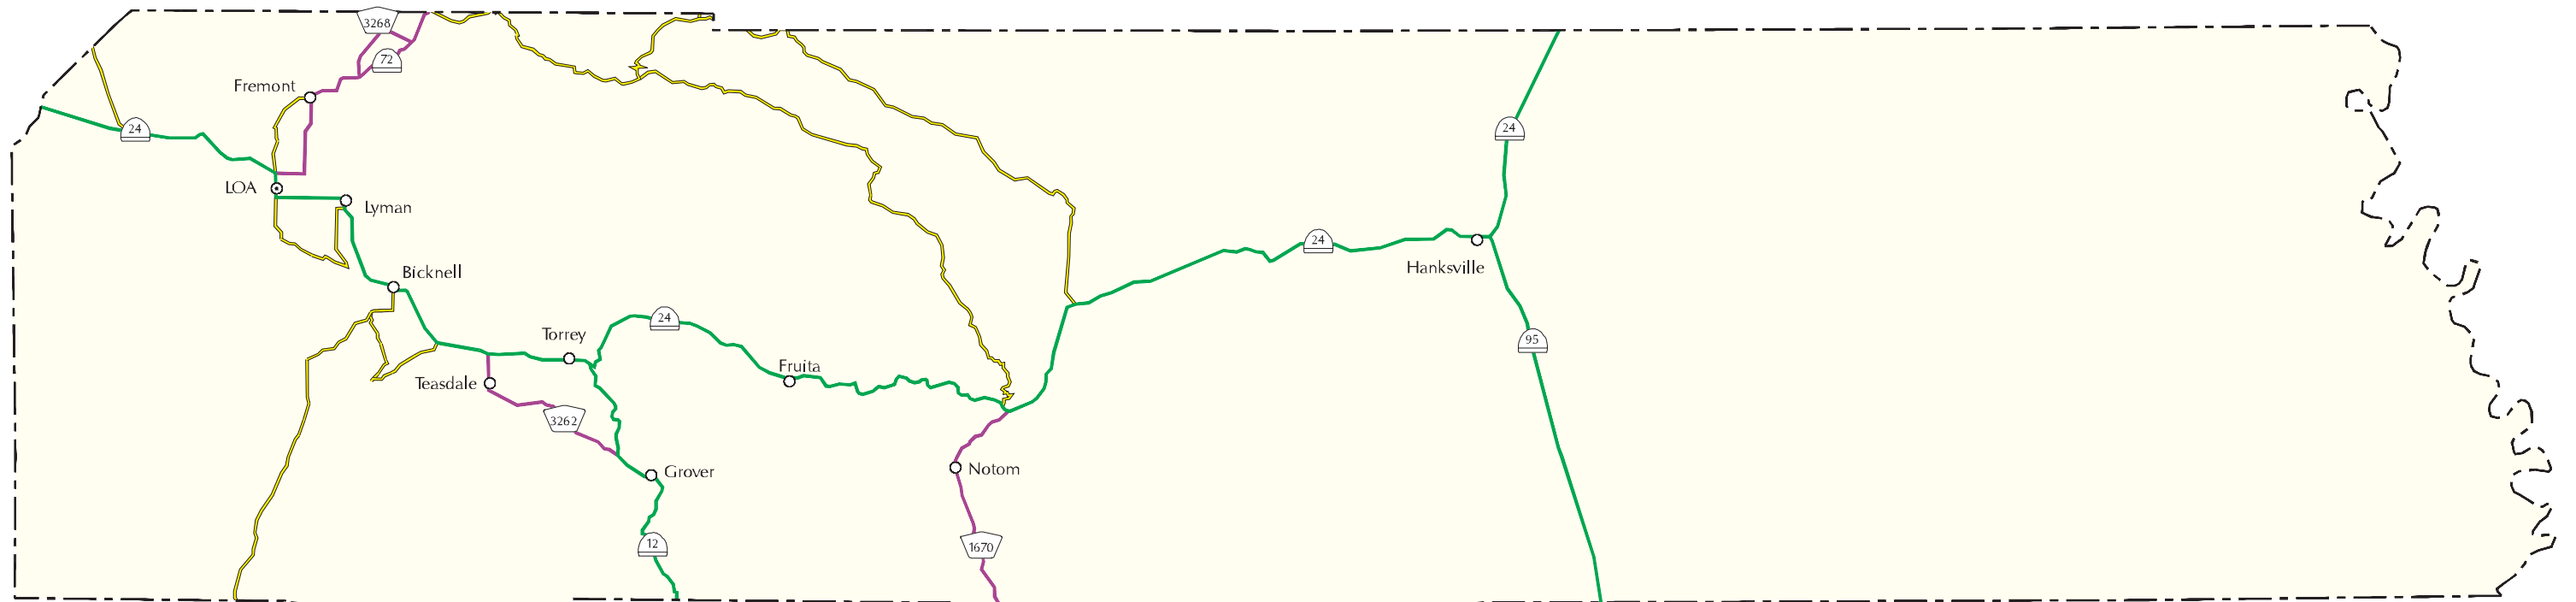 3268
72
Fremont
24
24
LOA
Lyman
24
Hanksville
Bicknell
24
Torrey
95
Fruita
Teasdale
3262
Grover
Notom
12
1670